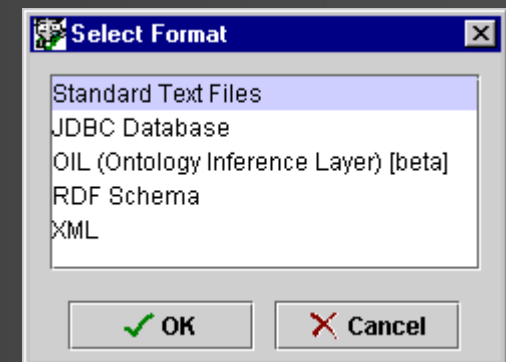 Select Format
Standard Text Files
JDBC Database
OIL (Ontology Inference Layer) [beta]
RDF Schema
XML
OK
Cancel